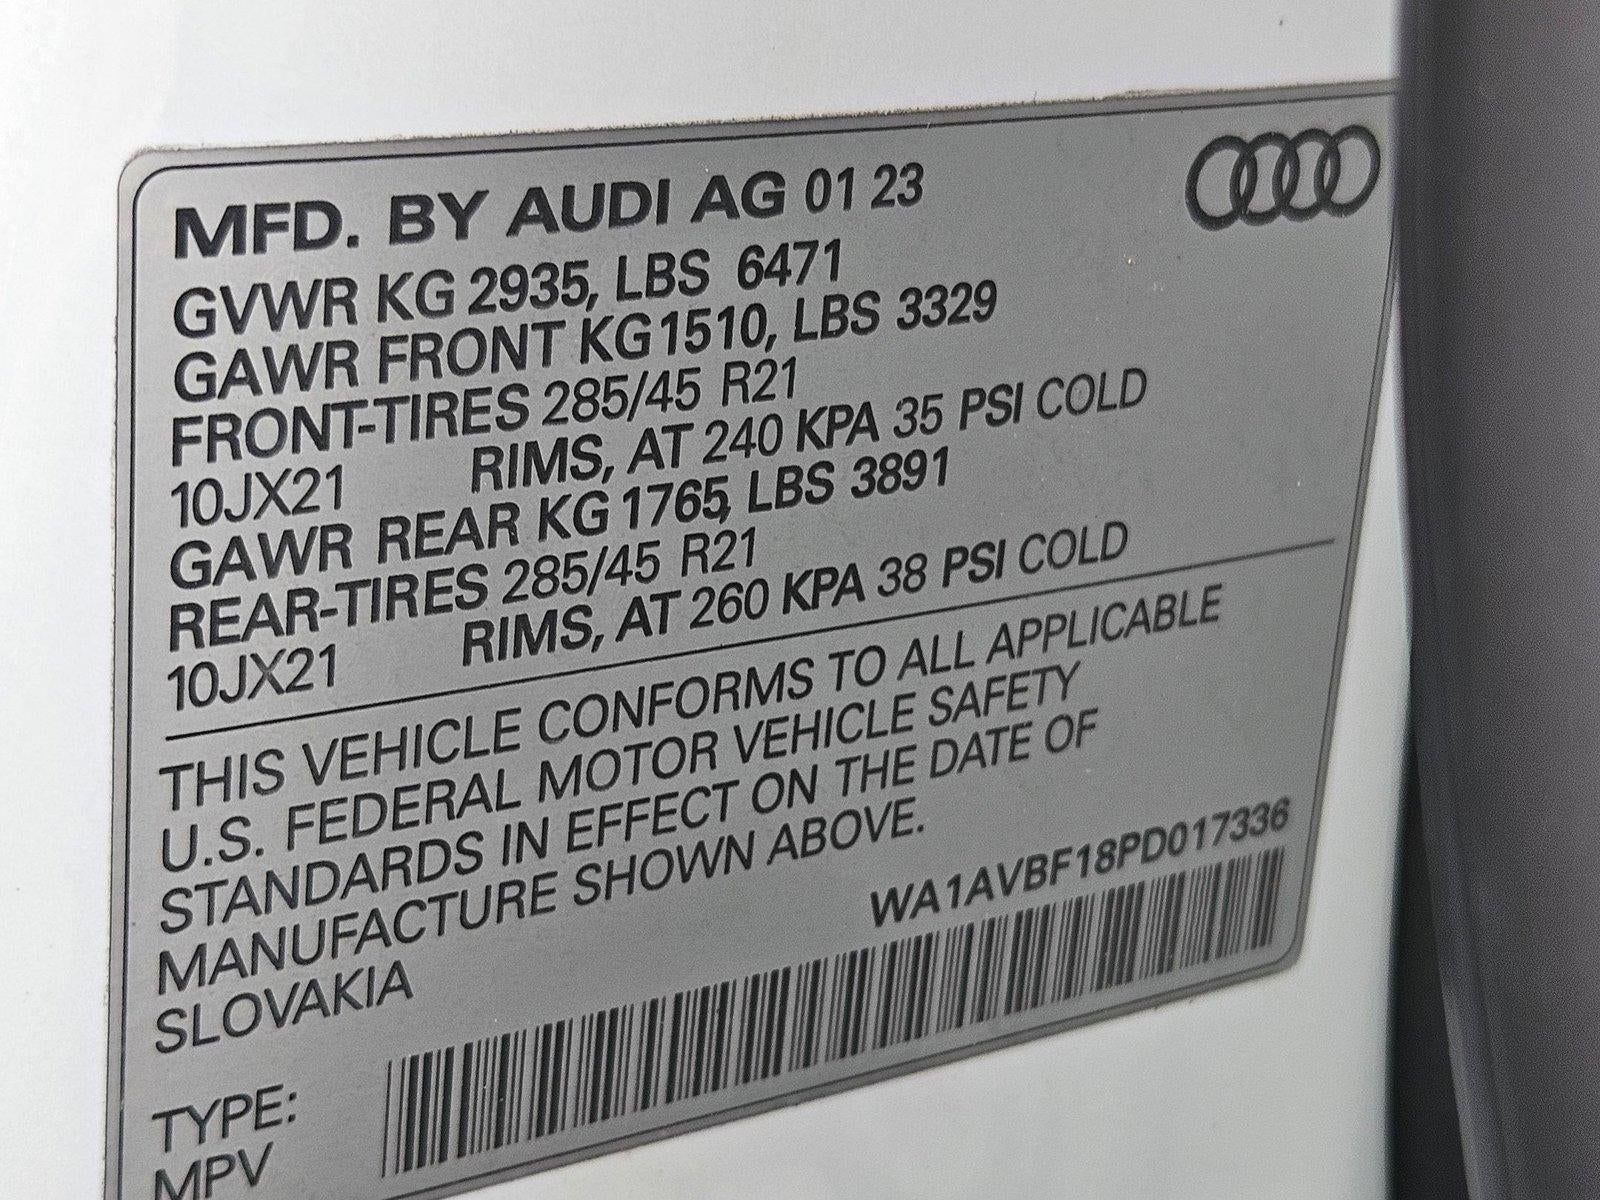 MFD. BY AUDI AG 01 23
GVWR KG 2935, LBS 6471
GAWR FRONT KG 1510, LBS 3329
FRONT-TIRES 285/45 R21
10JX21 RIMS, AT 240 KPA 35 PSI COLD
GAWR REAR KG 1765, LBS 3891
REAR-TIRES 285/45 R21
10JX21 RIMS, AT 260 KPA 38 PSI COLD
THIS VEHICLE CONFORMS TO ALL APPLICABLE
U.S. FEDERAL MOTOR VEHICLE SAFETY
STANDARDS IN EFFECT ON THE DATE OF
MANUFACTURE SHOWN ABOVE.
SLOVAKIA
WA1AVBF18PD017336
TYPE:
MPV